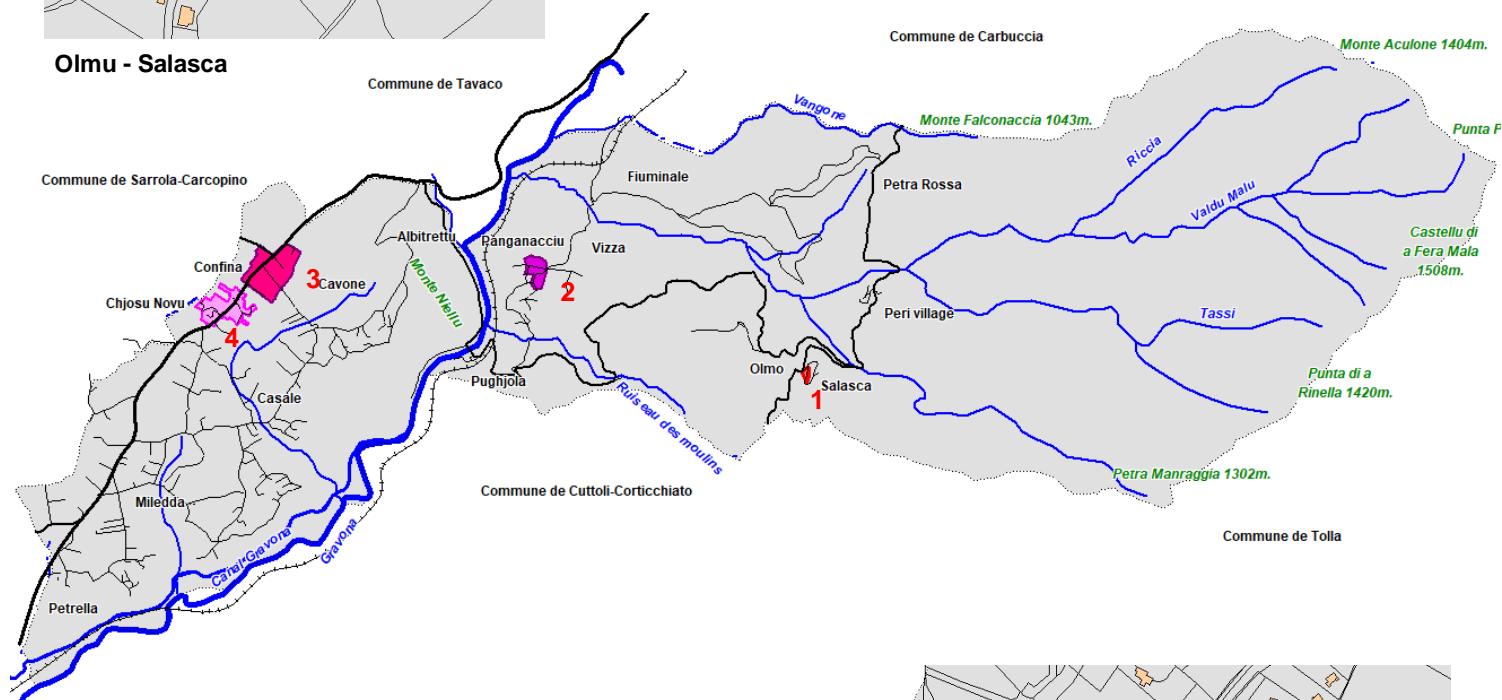 Olmu - Salasca
Commune de Carbuccia
Monte Aculone 1404m.
Commune de Tavaco
Vangone
Monte Falconaccia 1043m.
Punta P
Riccia
Commune de Sarrola-Carcopino
Fiuminale
Petra Rossa
Valdu Malu
Albitrettu
Panganacciu
Vizza
Castellu di
a Fera Mala
1508m.
Confina
3
Cavone
Monte Niellu
2
Chjosu Novu
4
Peri village
Tassi
Olmo
Salasca
1
Pughjola
Punta di a
Rinella 1420m.
Casale
Ruiseau des moulins
Petra Manraggia 1302m.
Commune de Cuttoli-Corticchiato
Miledda
Commune de Tolla
Canal Gravona
Gravona
Petrella